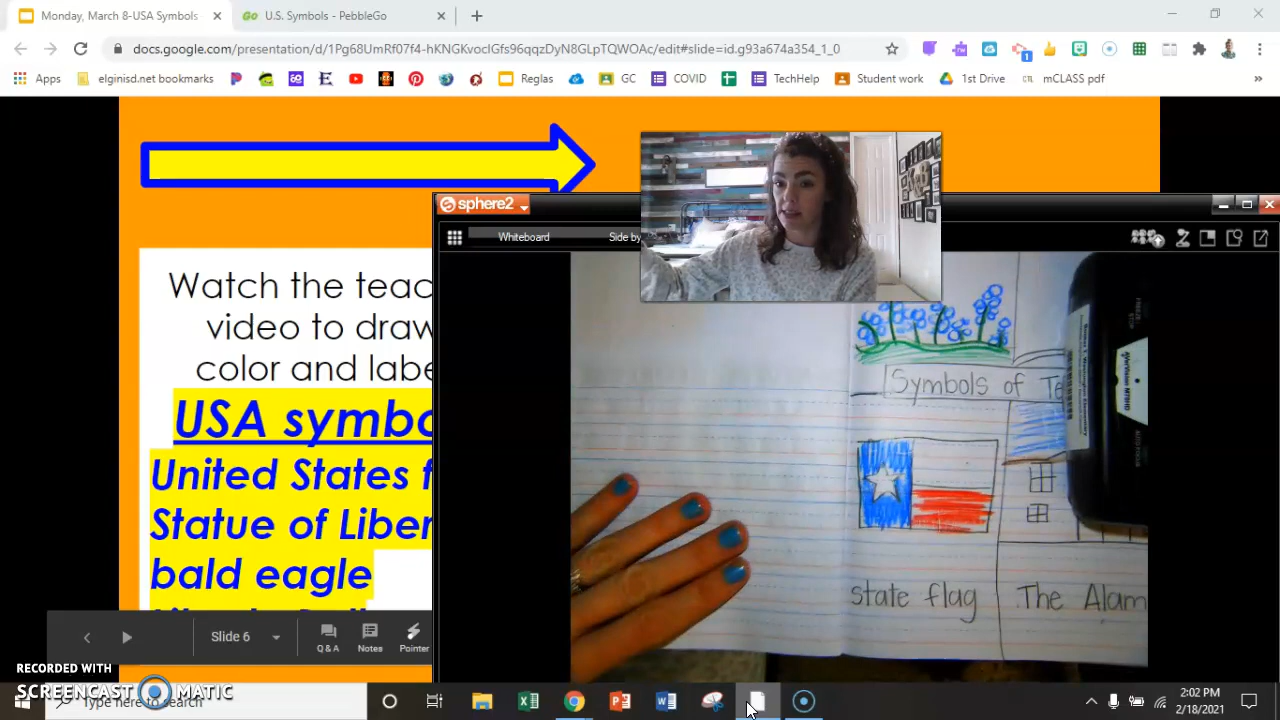 Monday, March 8-USA Symbols
U.S. Symbols - PebbleGo
docs.google.com/presentation/d/1Pg68UmRf07f4-hKNGKvocIGfs96qqzDyN8GLpTQWOAc/edit#slide=id.g93a674a354_1_0
Apps elginisd.net bookmarks Reglas GC COVID TechHelp Student work 1st Drive mCLASS pdf »
sphere2
Whiteboard Side by
Watch the teac
video to draw
color and labe
USA symbo
United States f
Statue of Liber
bald eagle
Symbols of Te
state flag
The Alam
Slide 6
Q & A Notes Pointer
RECORDED WITH
SCREENCAST MATIC
Type here to search
2:02 PM
2/18/2021